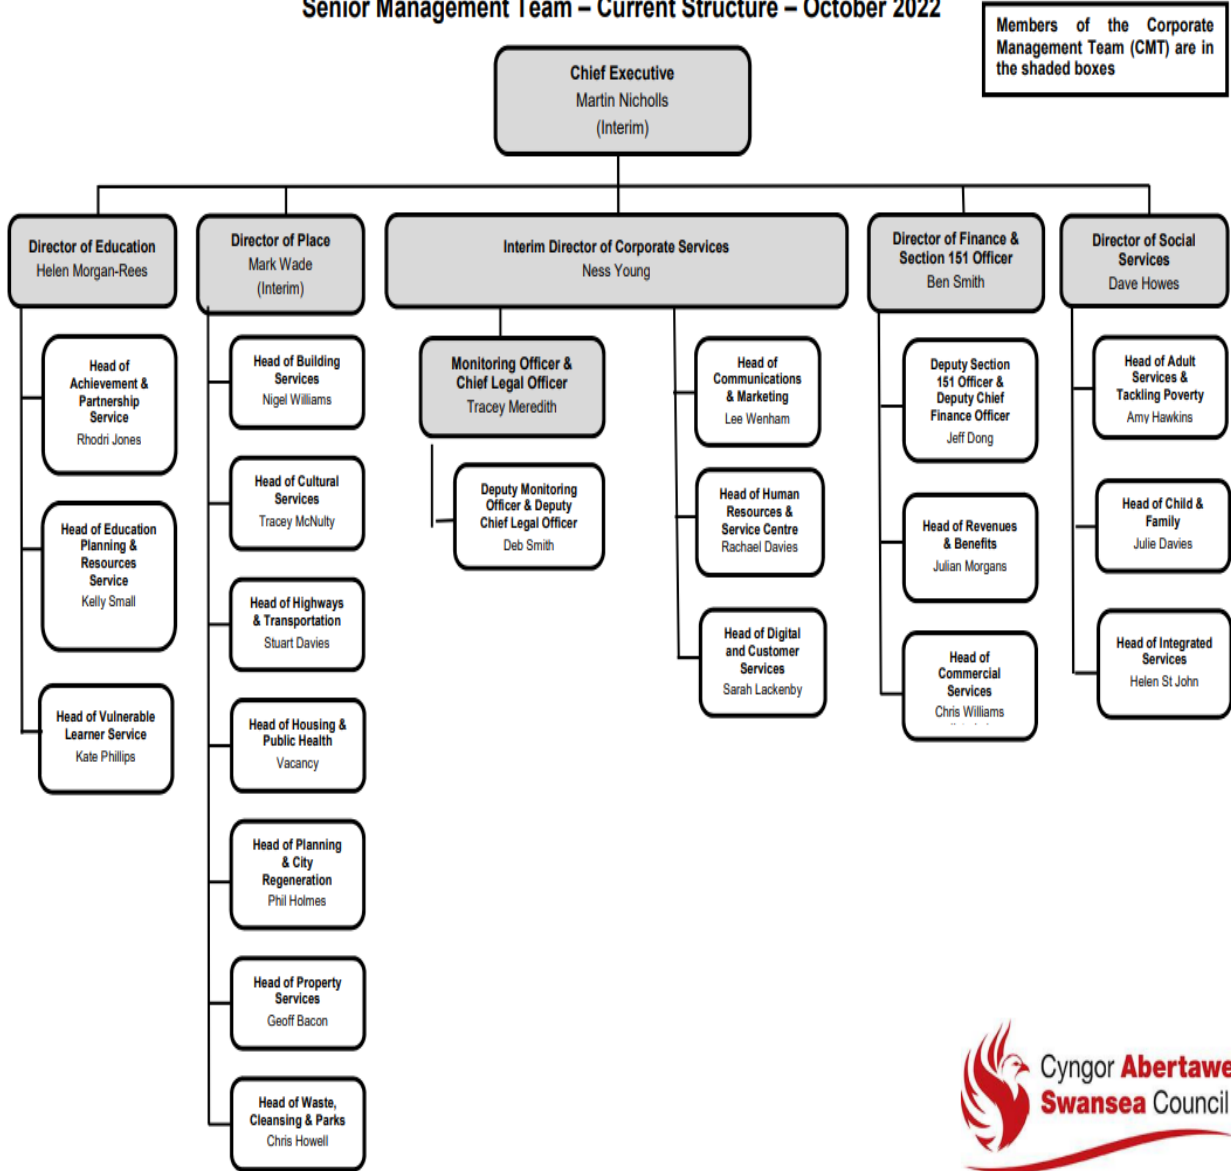 Senior Management Team – Current Structure – October 2022
Members of the Corporate
Management Team (CMT) are in
the shaded boxes
Chief Executive
Martin Nicholls
(Interim)
Director of Education
Helen Morgan-Rees
Director of Place
Mark Wade
(Interim)
Interim Director of Corporate Services
Ness Young
Director of Finance &
Section 151 Officer
Ben Smith
Director of Social
Services
Dave Howes
Head of
Achievement &
Partnership
Service
Rhodri Jones
Head of Education
Planning &
Resources
Service
Kelly Small
Head of Vulnerable
Learner Service
Kate Phillips
Head of Building
Services
Nigel Williams
Head of Cultural
Services
Tracey McNulty
Head of Highways
& Transportation
Stuart Davies
Head of Housing &
Public Health
Vacancy
Head of Planning
& City
Regeneration
Phil Holmes
Head of Property
Services
Geoff Bacon
Head of Waste,
Cleansing & Parks
Chris Howell
Monitoring Officer &
Chief Legal Officer
Tracey Meredith
Deputy Monitoring
Officer & Deputy
Chief Legal Officer
Deb Smith
Head of
Communications
& Marketing
Lee Wenham
Head of Human
Resources &
Service Centre
Rachael Davies
Head of Digital
and Customer
Services
Sarah Lackenby
Deputy Section
151 Officer &
Deputy Chief
Finance Officer
Jeff Dong
Head of Revenues
& Benefits
Julian Morgans
Head of
Commercial
Services
Chris Williams
Head of Adult
Services &
Tackling Poverty
Amy Hawkins
Head of Child &
Family
Julie Davies
Head of Integrated
Services
Helen St John
Cyngor Abertawe
Swansea Council